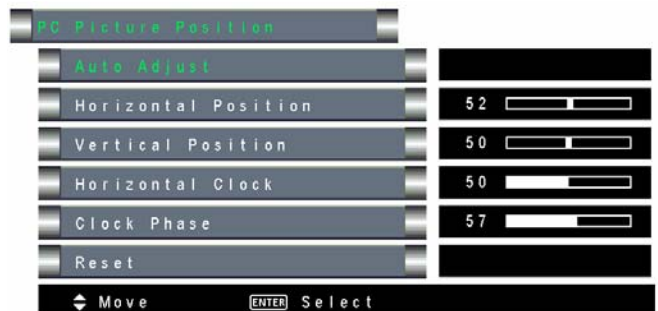 PC Picture Position
Auto Adjust
Horizontal Position 52
Vertical Position 50
Horizontal Clock 50
Clock Phase 57
Reset
Move ENTER Select